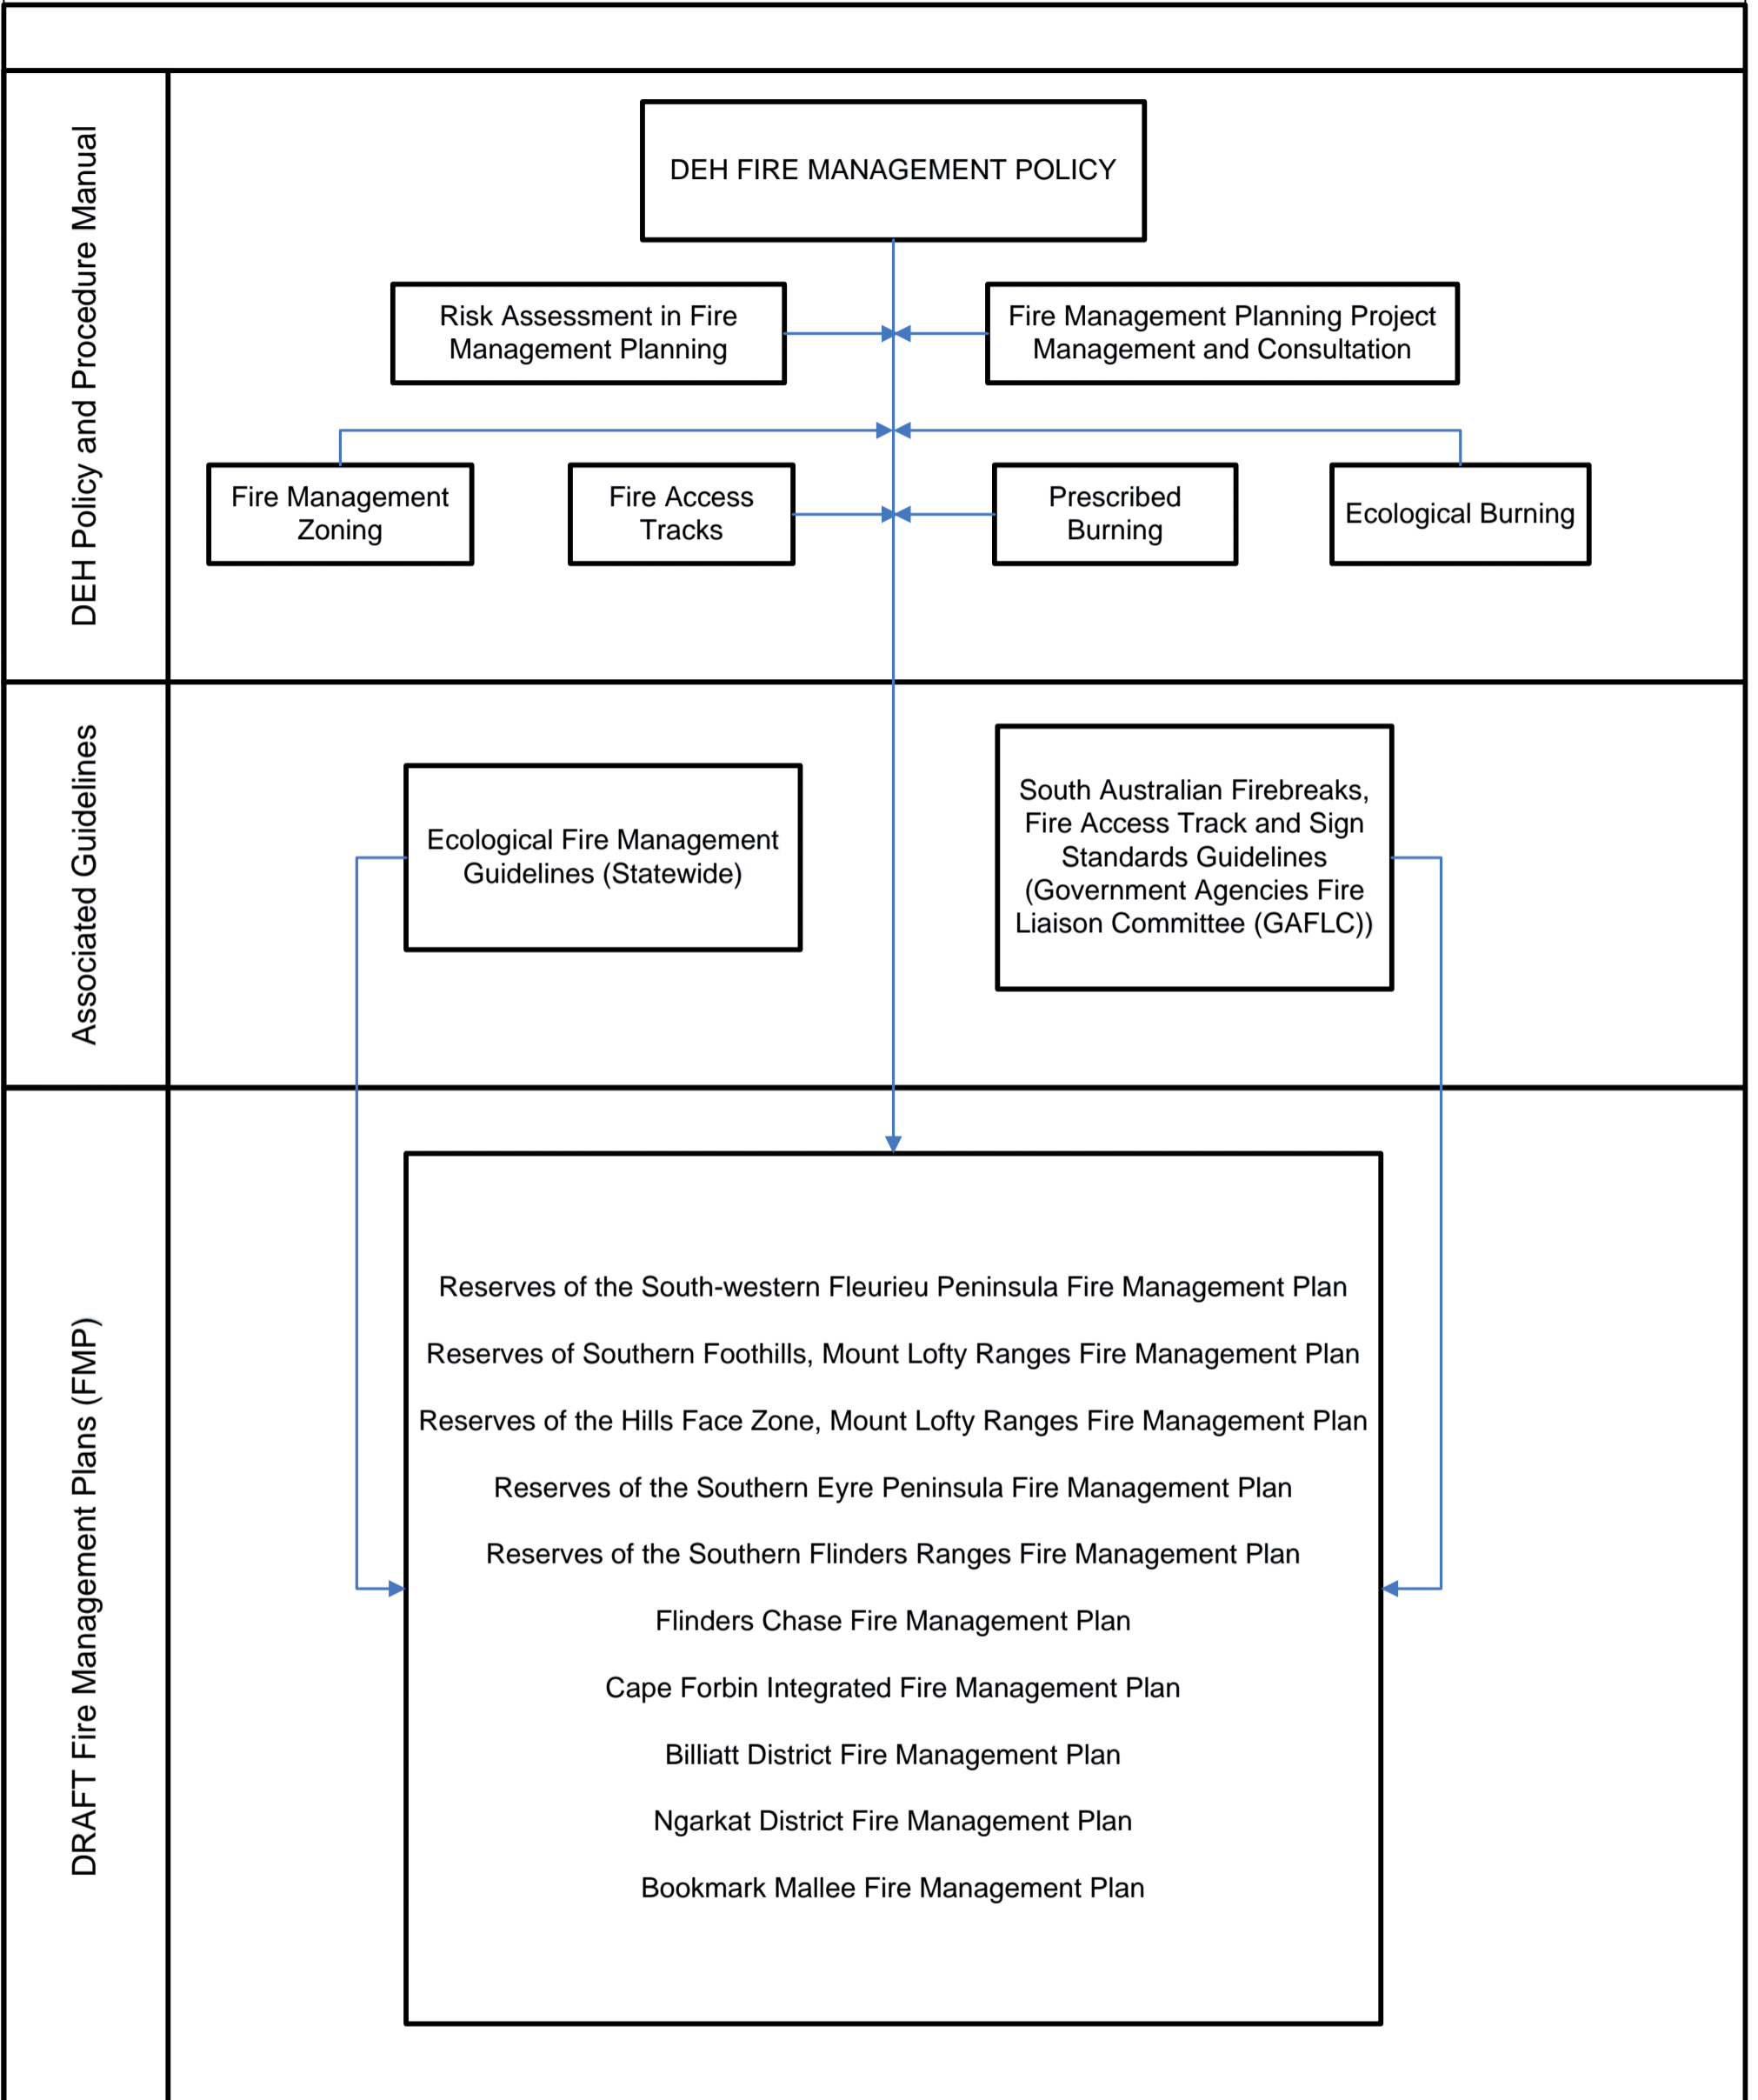 DEH Policy and Procedure Manual
DEH FIRE MANAGEMENT POLICY
Risk Assessment in Fire
Management Planning
Fire Management Planning Project
Management and Consultation
Fire Management
Zoning
Fire Access
Tracks
Prescribed
Burning
Ecological Burning
Associated Guidelines
Ecological Fire Management
Guidelines (Statewide)
South Australian Firebreaks,
Fire Access Track and Sign
Standards Guidelines
(Government Agencies Fire
Liaison Committee (GAFLC))
DRAFT Fire Management Plans (FMP)
Reserves of the South-western Fleurieu Peninsula Fire Management Plan
Reserves of Southern Foothills, Mount Lofty Ranges Fire Management Plan
Reserves of the Hills Face Zone, Mount Lofty Ranges Fire Management Plan
Reserves of the Southern Eyre Peninsula Fire Management Plan
Reserves of the Southern Flinders Ranges Fire Management Plan
Flinders Chase Fire Management Plan
Cape Forbin Integrated Fire Management Plan
Billiatt District Fire Management Plan
Ngarkat District Fire Management Plan
Bookmark Mallee Fire Management Plan